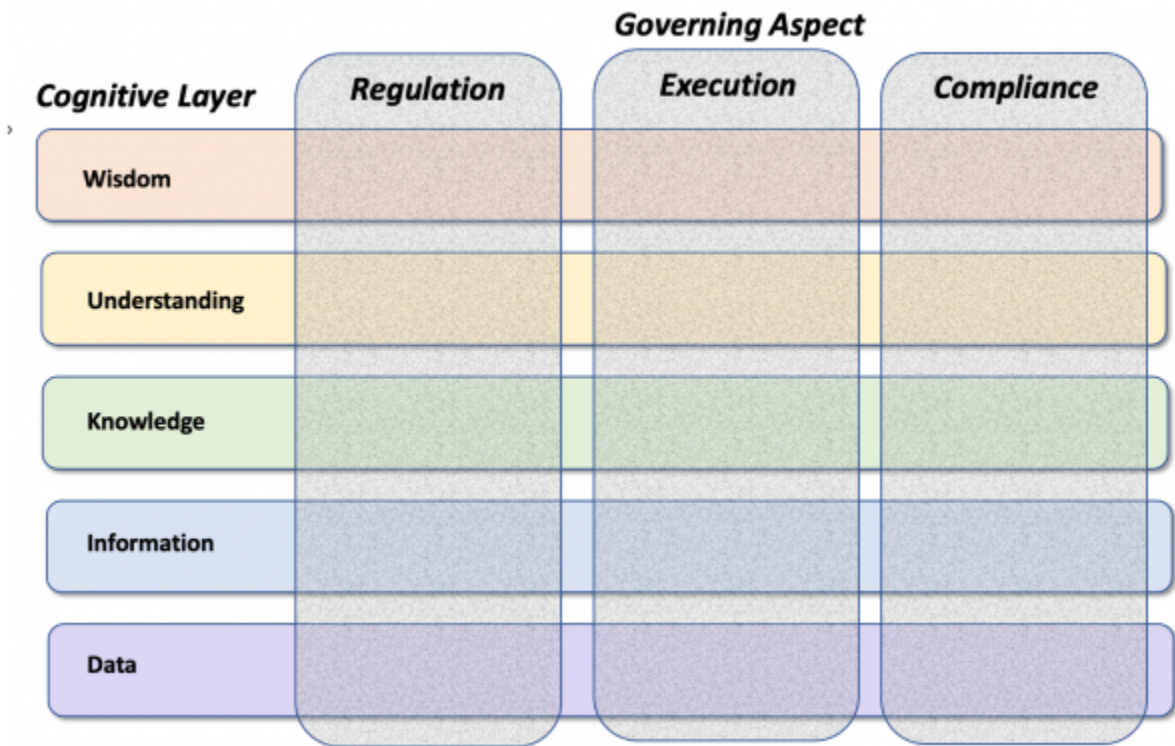 Governing Aspect
Cognitive Layer
Regulation
Execution
Compliance
Wisdom
Understanding
Knowledge
Information
Data